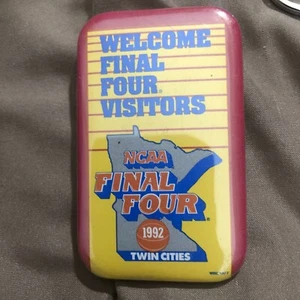 WELCOME
FINAL
FOUR®
VISITORS
NCAA
FINAL
FOUR®
1992
TWIN CITIES